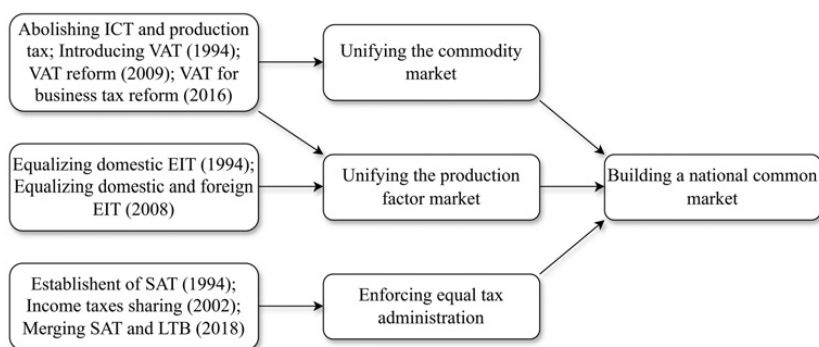 Abolishing ICT and production
tax; Introducing VAT (1994);
VAT reform (2009); VAT for
business tax reform (2016)
Unifying the commodity
market
Equalizing domestic EIT (1994);
Equalizing domestic and foreign
EIT (2008)
Unifying the production
factor market
Building a national common
market
Establishent of SAT (1994);
Income taxes sharing (2002);
Merging SAT and LTB (2018)
Enforcing equal tax
administration